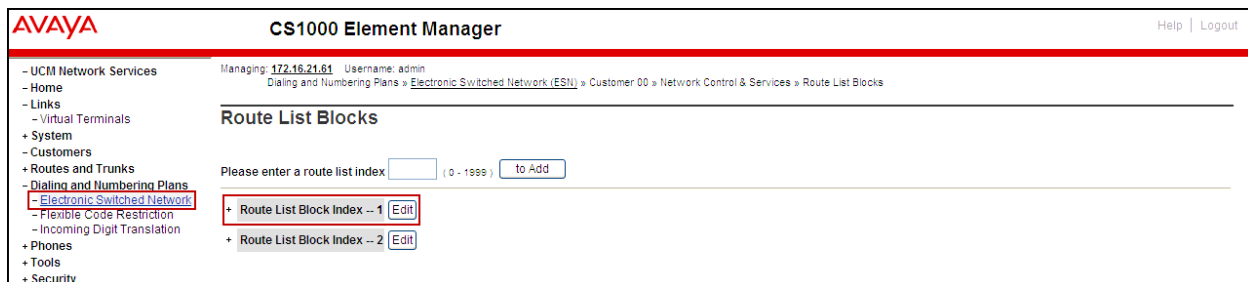 AVAYA
CS1000 Element Manager
Help | Logout
- UCM Network Services
- Home
- Links
- Virtual Terminals
+ System
- Customers
+ Routes and Trunks
- Dialing and Numbering Plans
- Electronic Switched Network
- Flexible Code Restriction
- Incoming Digit Translation
+ Phones
+ Tools
+ Security
Managing: 172.16.21.61 Username: admin
Dialing and Numbering Plans » Electronic Switched Network (ESN) » Customer 00 » Network Control & Services » Route List Blocks
Route List Blocks
Please enter a route list index ( 0 - 1999 ) to Add
+ Route List Block Index -- 1 Edit
+ Route List Block Index -- 2 Edit